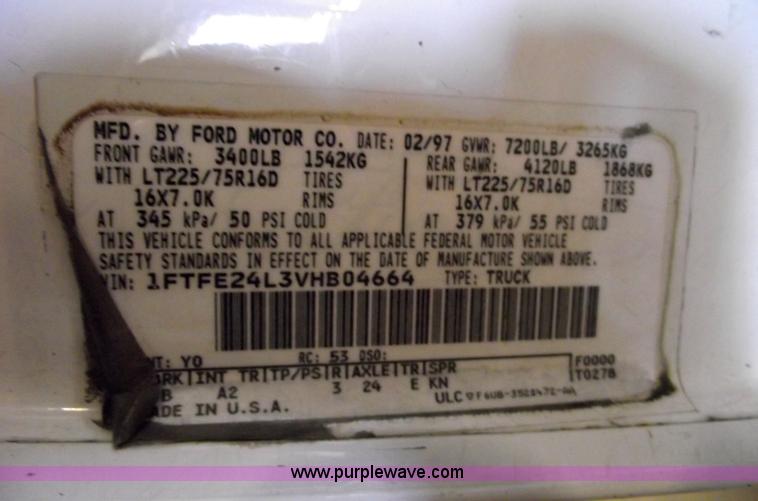 MFD. BY FORD MOTOR CO. DATE: 02/97 GVWR: 7200LB/ 3265KG
FRONT GAWR: 3400LB 1542KG
WITH LT225/75R16D TIRES
16X7.0K RIMS
AT 345 kPa/ 50 PSI COLD
REAR GAWR: 4120LB 1868KG
WITH LT225/75R16D TIRES
16X7.0K RIMS
AT 379 kPa/ 55 PSI COLD
THIS VEHICLE CONFORMS TO ALL APPLICABLE FEDERAL MOTOR VEHICLE
SAFETY STANDARDS IN EFFECT ON THE DATE OF MANUFACTURE SHOWN ABOVE.
VIN: 1FTFE24L3VHB04664 TYPE: TRUCK
NT: YO RC: 53 DSO: F0000
RK INT TR TP/PS R AXLE TR SPR T0278
B A2 3 24 E KN
ULC
ADE IN U.S.A.
www.purplewave.com